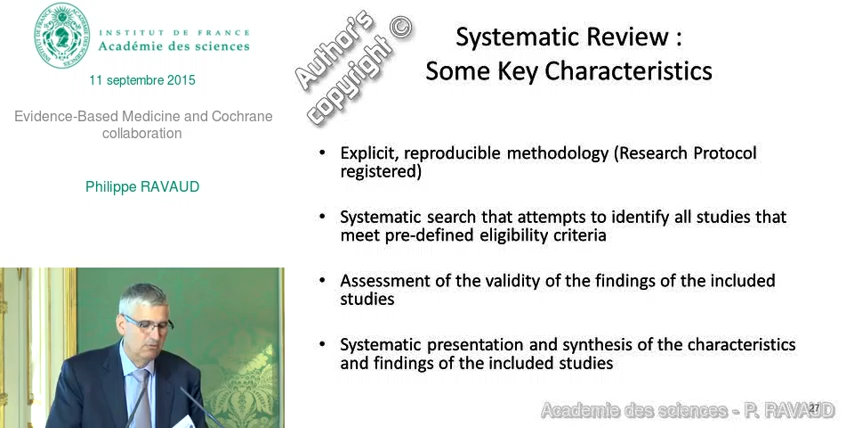 INSTITUT DE FRANCE
Académie des sciences
11 septembre 2015
Evidence-Based Medicine and Cochrane
collaboration
Philippe RAVAUD
Author's
copyright ©
Systematic Review :
Some Key Characteristics
• Explicit, reproducible methodology (Research Protocol
registered)
• Systematic search that attempts to identify all studies that
meet pre-defined eligibility criteria
• Assessment of the validity of the findings of the included
studies
• Systematic presentation and synthesis of the characteristics
and findings of the included studies
27
Academie des sciences - P. RAVAUD